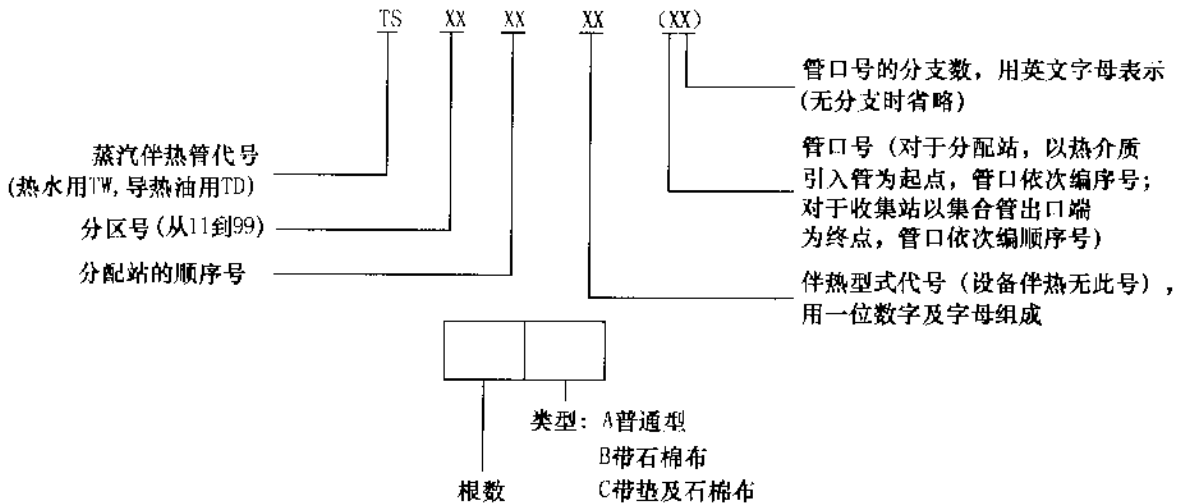 TS XX XX XX (XX)
管口号的分支数，用英文字母表示
(无分支时省略)
蒸汽伴热管代号
(热水用TW,导热油用TD)
管口号（对于分配站，以热介质
引入管为起点，管口依次编序号；
对于收集站以集合管出口端
为终点，管口依次编顺序号）
分区号(从11到99)
分配站的顺序号
伴热型式代号（设备伴热无此号），
用一位数字及字母组成
类型：A普通型
B带石棉布
C带垫及石棉布
根数